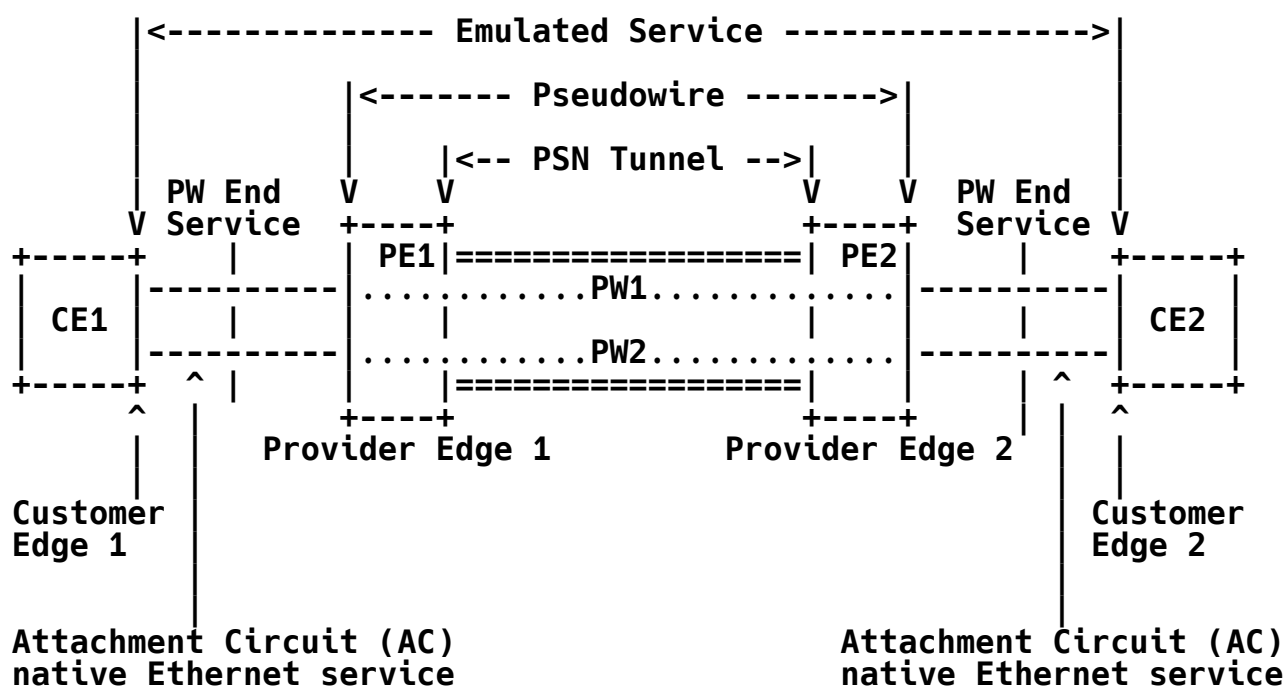 |<-------------- Emulated Service ---------------->|
|<------- Pseudowire ------->|
|<-- PSN Tunnel -->|
PW End V V V V PW End
V Service +----+ +----+ Service V
+-----+ | | PE1|==================| PE2| | +-----+
| |----------|............PW1.............|----------| |
| CE1 | | | | | | | | CE2 |
| |----------|............PW2.............|----------| |
+-----+ ^ | | |==================| | | ^ +-----+
^ +----+ +----+ | ^
Provider Edge 1 Provider Edge 2
Customer Customer
Edge 1 Edge 2
Attachment Circuit (AC) Attachment Circuit (AC)
native Ethernet service native Ethernet service